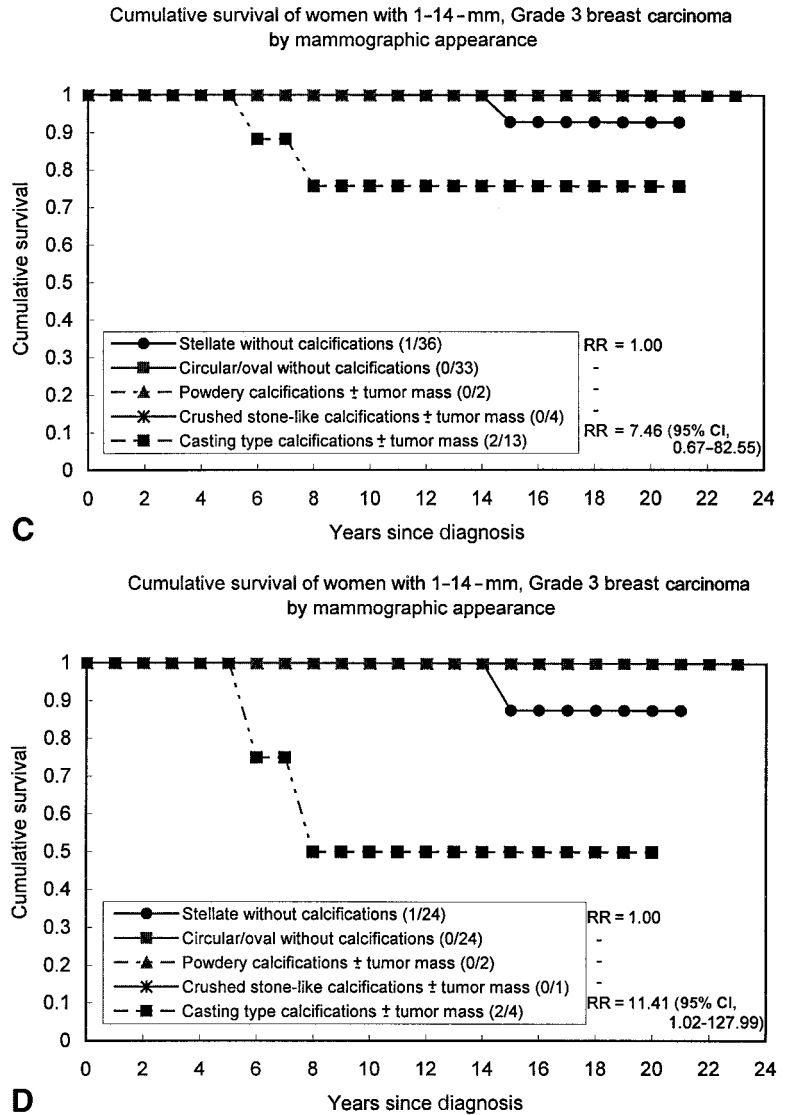 Cumulative survival of women with 1-14-mm, Grade 3 breast carcinoma
by mammographic appearance
1
0.9
0.8
0.7
0.6
0.5
0.4
0.3
0.2
0.1
0
Cumulative survival
Stellate without calcifications (1/36)
Circular/oval without calcifications (0/33)
Powdery calcifications ± tumor mass (0/2)
Crushed stone-like calcifications ± tumor mass (0/4)
Casting type calcifications ± tumor mass (2/13)
RR = 1.00
-
-
-
RR = 7.46 (95% CI,
0.67–82.55)
0 2 4 6 8 10 12 14 16 18 20 22 24
Years since diagnosis
C
Cumulative survival of women with 1-14-mm, Grade 3 breast carcinoma
by mammographic appearance
1
0.9
0.8
0.7
0.6
0.5
0.4
0.3
0.2
0.1
0
Cumulative survival
Stellate without calcifications (1/24)
Circular/oval without calcifications (0/24)
Powdery calcifications ± tumor mass (0/2)
Crushed stone-like calcifications ± tumor mass (0/1)
Casting type calcifications ± tumor mass (2/4)
RR = 1.00
-
-
-
RR = 11.41 (95% CI,
1.02-127.99)
0 2 4 6 8 10 12 14 16 18 20 22 24
Years since diagnosis
D